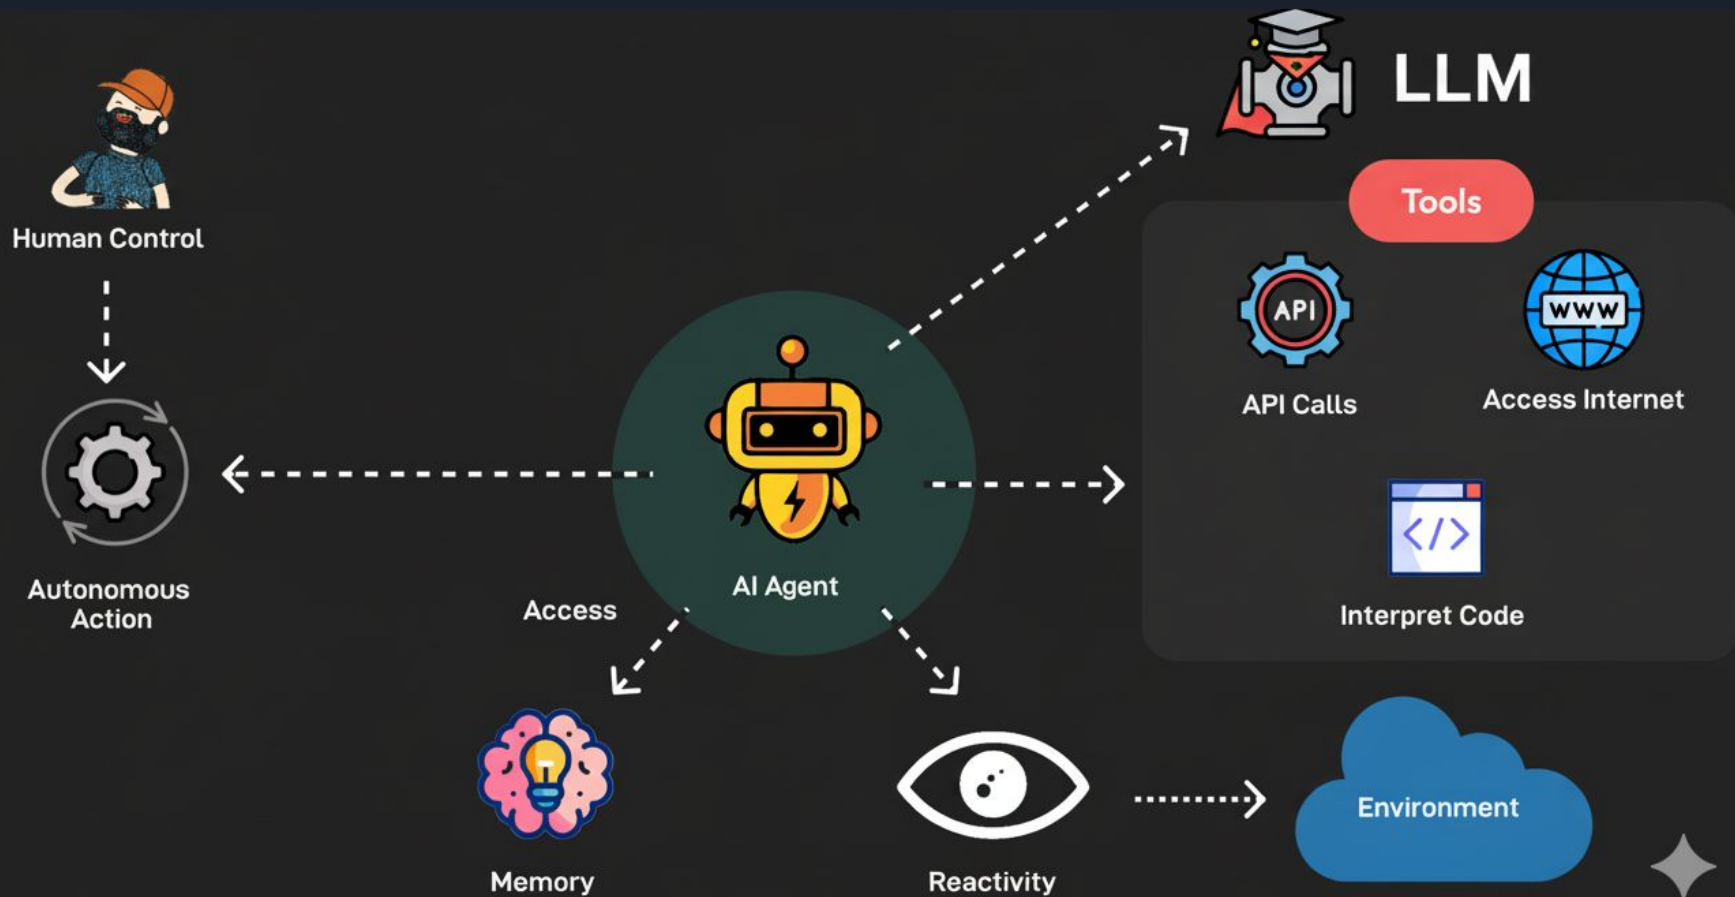 LLM
Tools
Human Control
API
WWW
API Calls
Access Internet
</>
Interpret Code
AI Agent
Autonomous
Action
Access
Environment
Memory
Reactivity